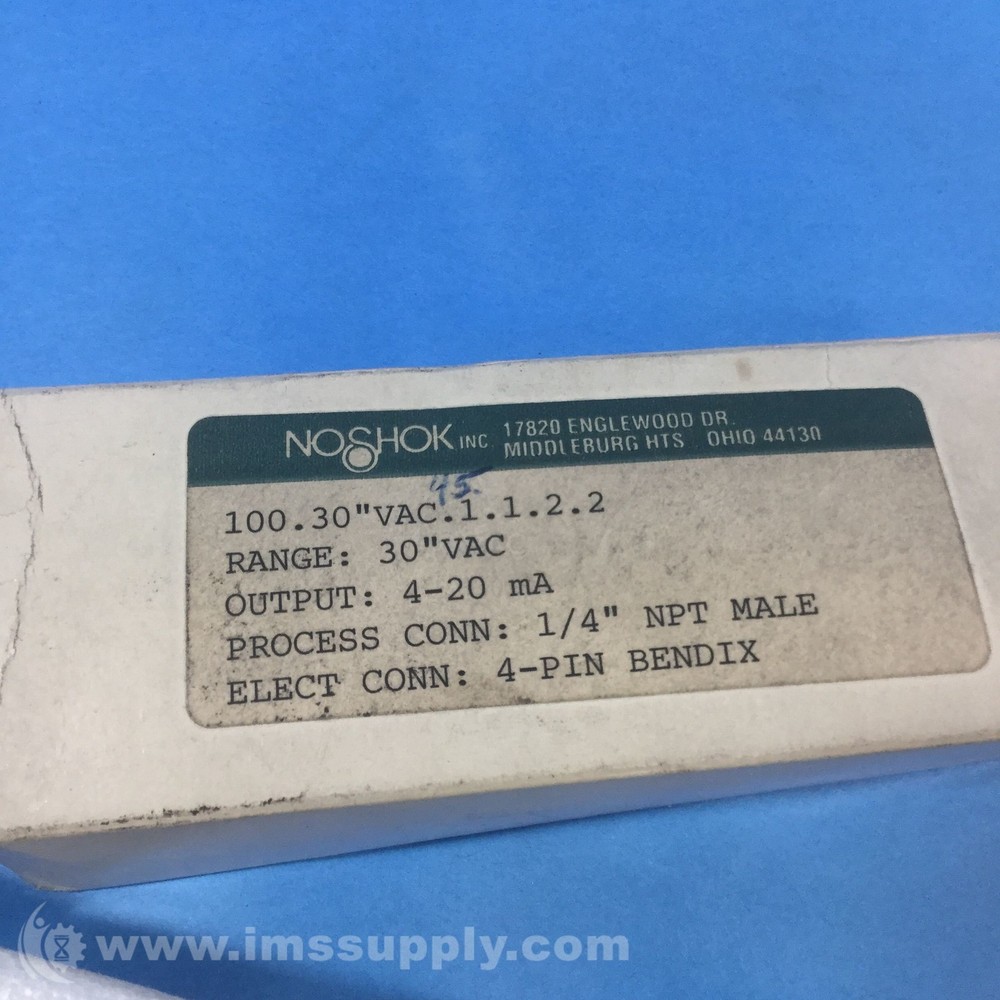 NOSHOK INC. 17820 ENGLEWOOD DR.
MIDDLEBURG HTS OHIO 44130
100.30"VAC.1.1.2.2
RANGE: 30"VAC
OUTPUT: 4-20 mA
PROCESS CONN: 1/4" NPT MALE
ELECT CONN: 4-PIN BENDIX
www.imssupply.com